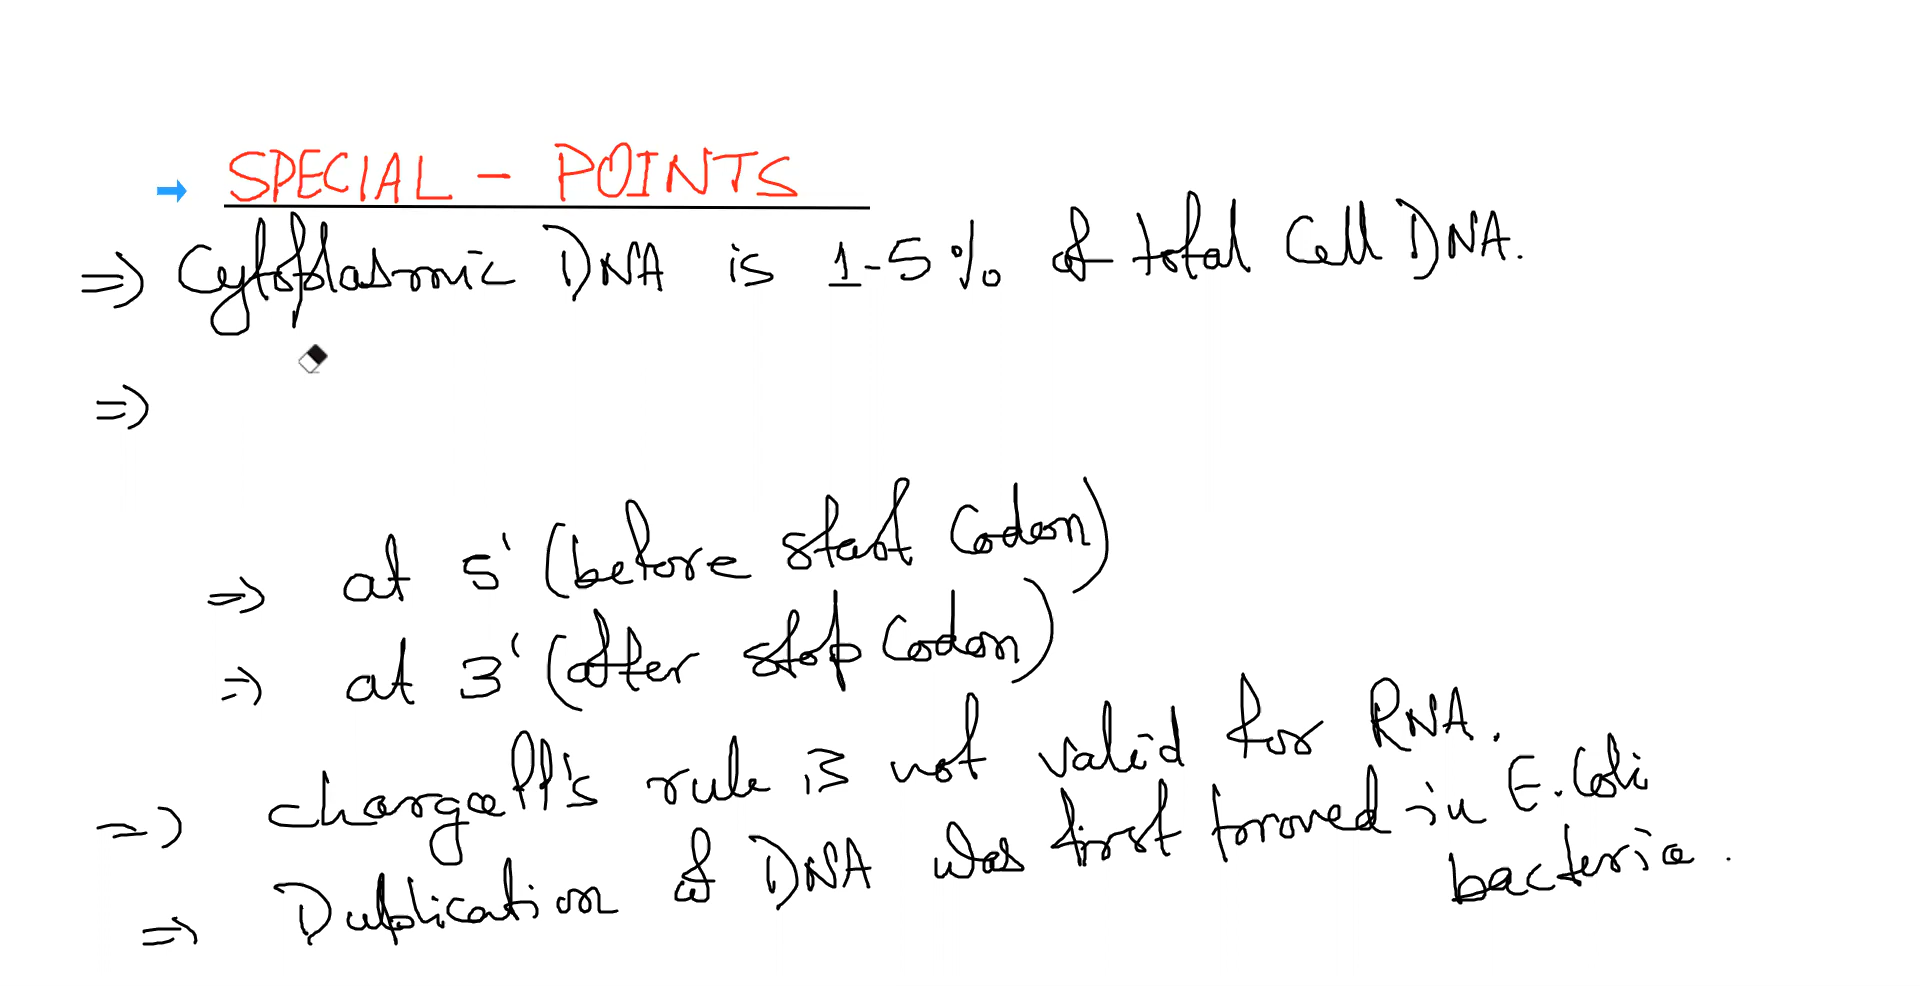 → SPECIAL - POINTS
⇒ Cytoplasmic DNA is 1-5% of total Cell DNA.
⇒
⇒ at 5' (before start Codon)
⇒ at 3' (after stop Codon)
⇒ chargaff's rule is not valid for RNA.
⇒ Duplication of DNA was first proved in E. Coli
bacteria.